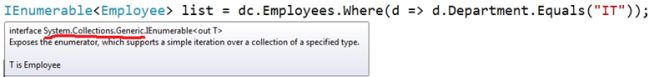 IEnumerable<Employee> list = dc.Employees.Where(d => d.Department.Equals("IT"));
interface System.Collections.Generic.IEnumerable<out T>
Exposes the enumerator, which supports a simple iteration over a collection of a specified type.
T is Employee